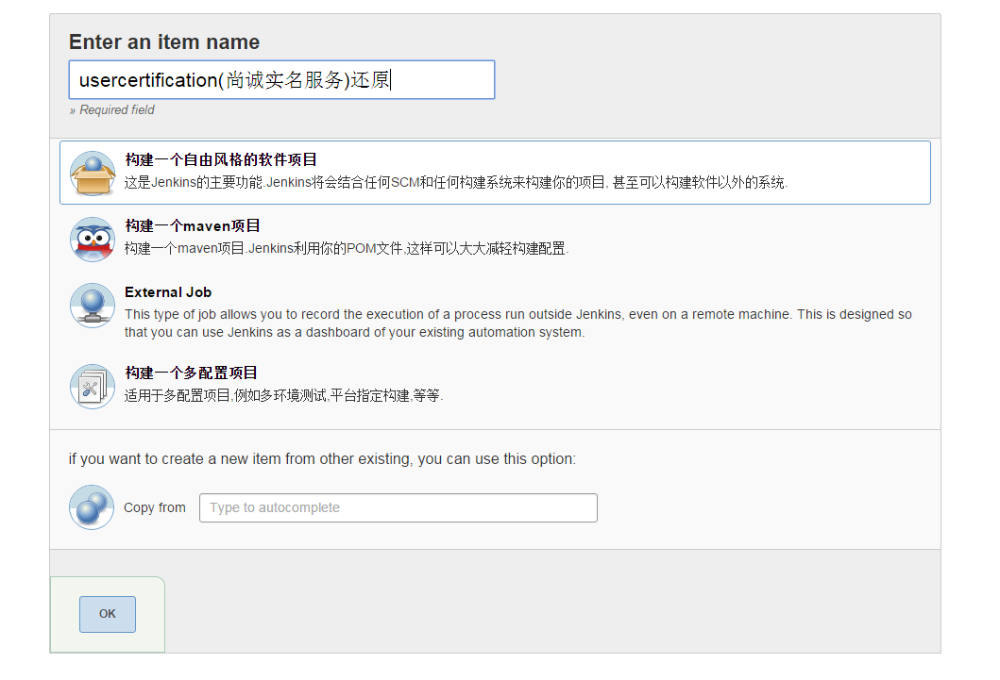 Enter an item name
usercertification(尚诚实名服务)还原
» Required field
构建一个自由风格的软件项目
这是Jenkins的主要功能.Jenkins将会结合任何SCM和任何构建系统来构建你的项目, 甚至可以构建软件以外的系统.
构建一个maven项目
构建一个maven项目.Jenkins利用你的POM文件,这样可以大大减轻构建配置.
External Job
This type of job allows you to record the execution of a process run outside Jenkins, even on a remote machine. This is designed so
that you can use Jenkins as a dashboard of your existing automation system.
构建一个多配置项目
适用于多配置项目,例如多环境测试,平台指定构建,等等.
if you want to create a new item from other existing, you can use this option:
Copy from
Type to autocomplete
OK